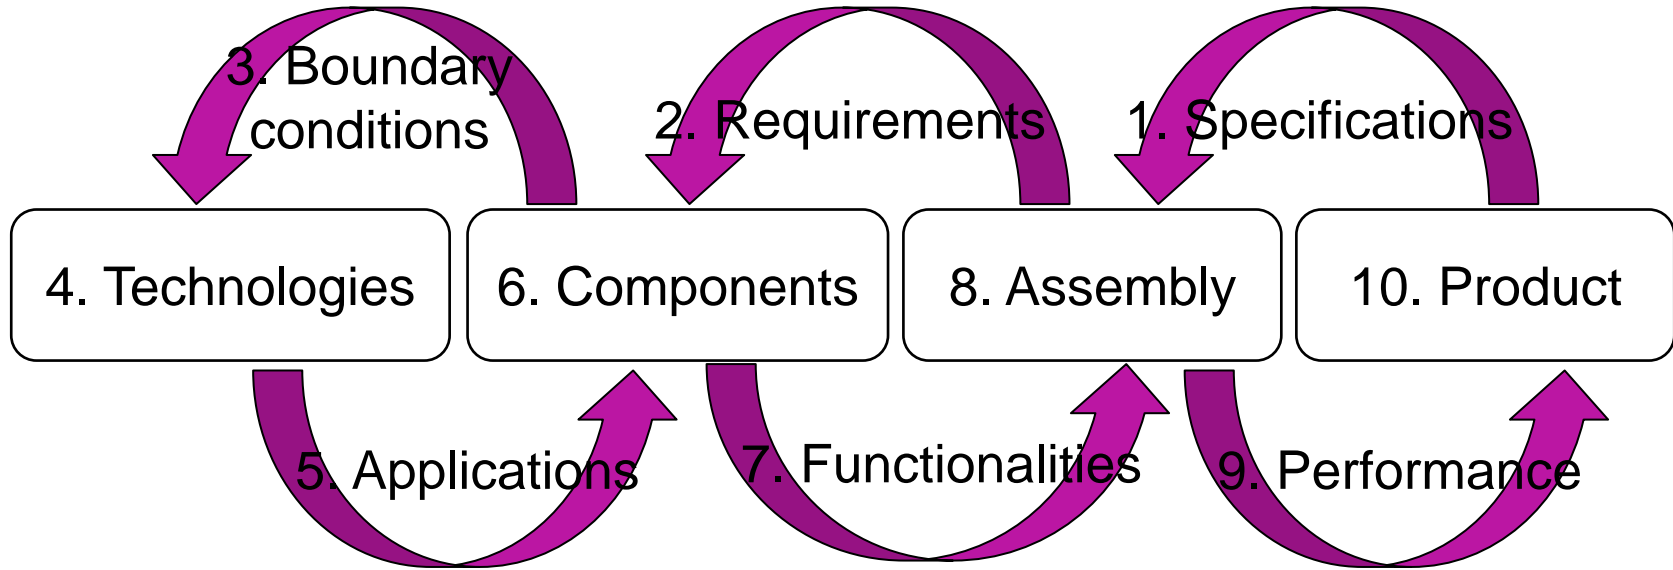 3. Boundary
conditions
2. Requirements
1. Specifications
4. Technologies
6. Components
8. Assembly
10. Product
5. Applications
7. Functionalities
9. Performance